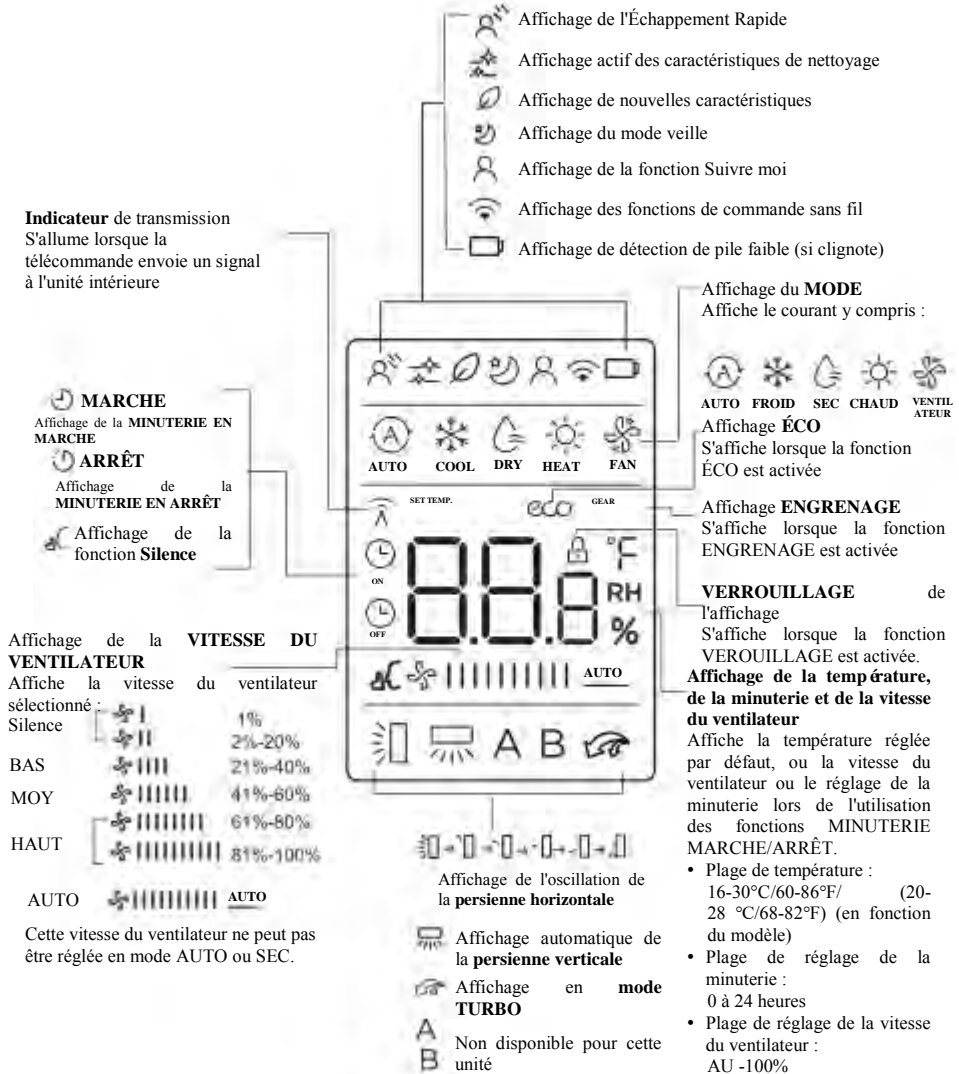 Affichage de l'Échappement Rapide
Affichage actif des caractéristiques de nettoyage
Affichage de nouvelles caractéristiques
Affichage du mode veille
Affichage de la fonction Suivre moi
Affichage des fonctions de commande sans fil
Affichage de détection de pile faible (si clignote)
Indicateur de transmission
S'allume lorsque la
télécommande envoie un signal
à l'unité intérieure
MARCHE
Affichage de la MINUTERIE EN
MARCHE
ARRÊT
Affichage de la
MINUTERIE EN ARRÊT
Affichage de la
fonction Silence
Affichage de la VITESSE DU
VENTILATEUR
Affiche la vitesse du ventilateur
sélectionné :
Silence
1%
2%-20%
BAS 21%-40%
MOY 41%-60%
61%-80%
HAUT
81%-100%
AUTO AUTO
Cette vitesse du ventilateur ne peut pas
être réglée en mode AUTO ou SEC.
A
AUTO COOL DRY HEAT FAN
SET TEMP. eco GEAR
ON
OFF
88.8 °F
RH
%
AUTO
A B
Affichage de l'oscillation de
la persienne horizontale
Affichage automatique de
la persienne verticale
Affichage en mode
TURBO
A
B
Non disponible pour cette
unité
Affichage du MODE
Affiche le courant y compris :
A
AUTO FROID SEC CHAUD VENTIL
ATEUR
Affichage ÉCO
S'affiche lorsque la fonction
ÉCO est activée
Affichage ENGRENAGE
S'affiche lorsque la fonction
ENGRENAGE est activée
VERROUILLAGE de
l'affichage
S'affiche lorsque la fonction
VEROUILLAGE est activée.
Affichage de la température,
de la minuterie et de la vitesse
du ventilateur
Affiche la température réglée
par défaut, ou la vitesse du
ventilateur ou le réglage de la
minuterie lors de l'utilisation
des fonctions MINUTERIE
MARCHE/ARRÊT.
• Plage de température :
16-30°C/60-86°F/ (20-
28 °C/68-82°F) (en fonction
du modèle)
• Plage de réglage de la
minuterie :
0 à 24 heures
• Plage de réglage de la vitesse
du ventilateur :
AU -100%